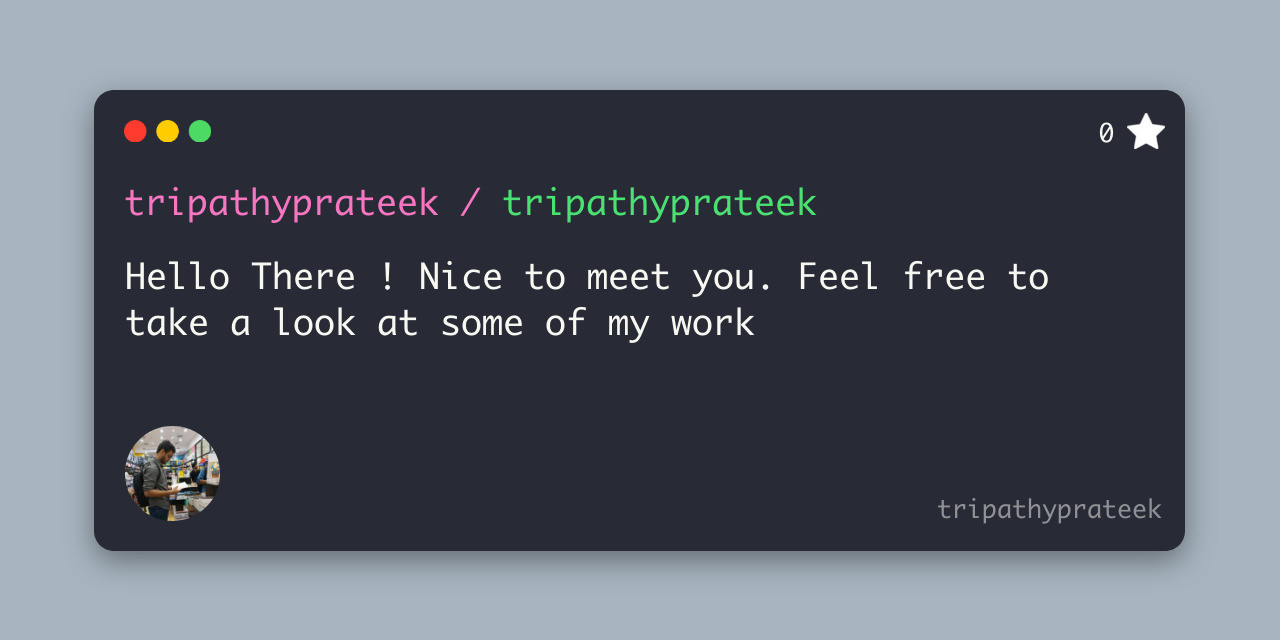 0
tripathyprateek / tripathyprateek
Hello There ! Nice to meet you. Feel free to
take a look at some of my work
tripathyprateek